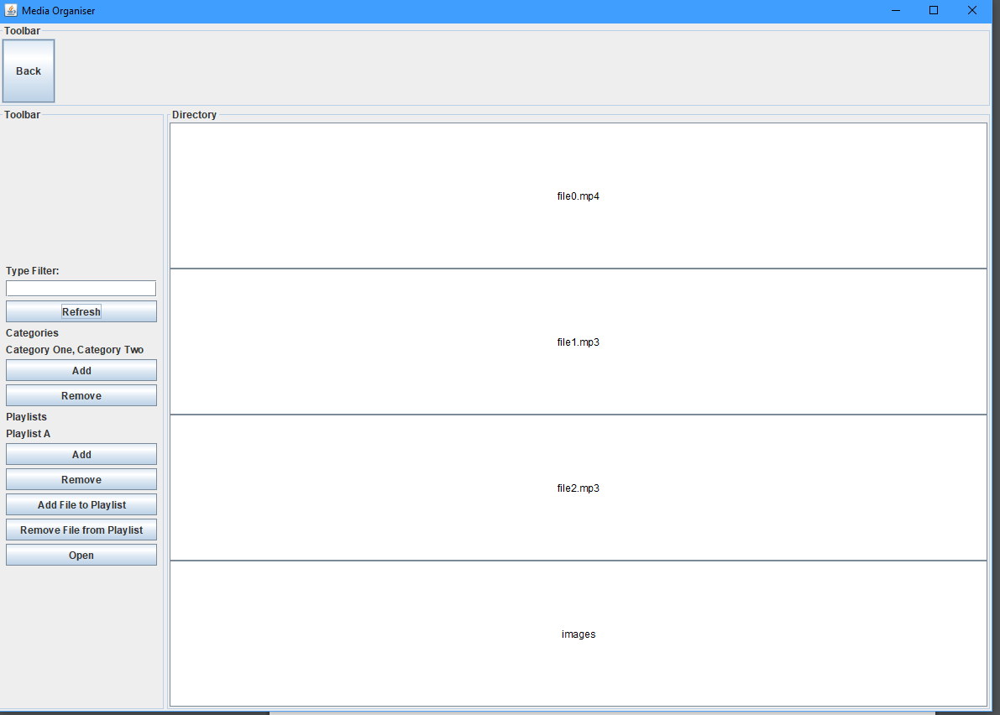 Media Organiser
Toolbar
Back
Toolbar
Type Filter:
Refresh
Categories
Category One, Category Two
Add
Remove
Playlists
Playlist A
Add
Remove
Add File to Playlist
Remove File from Playlist
Open
Directory
file0.mp4
file1.mp3
file2.mp3
images